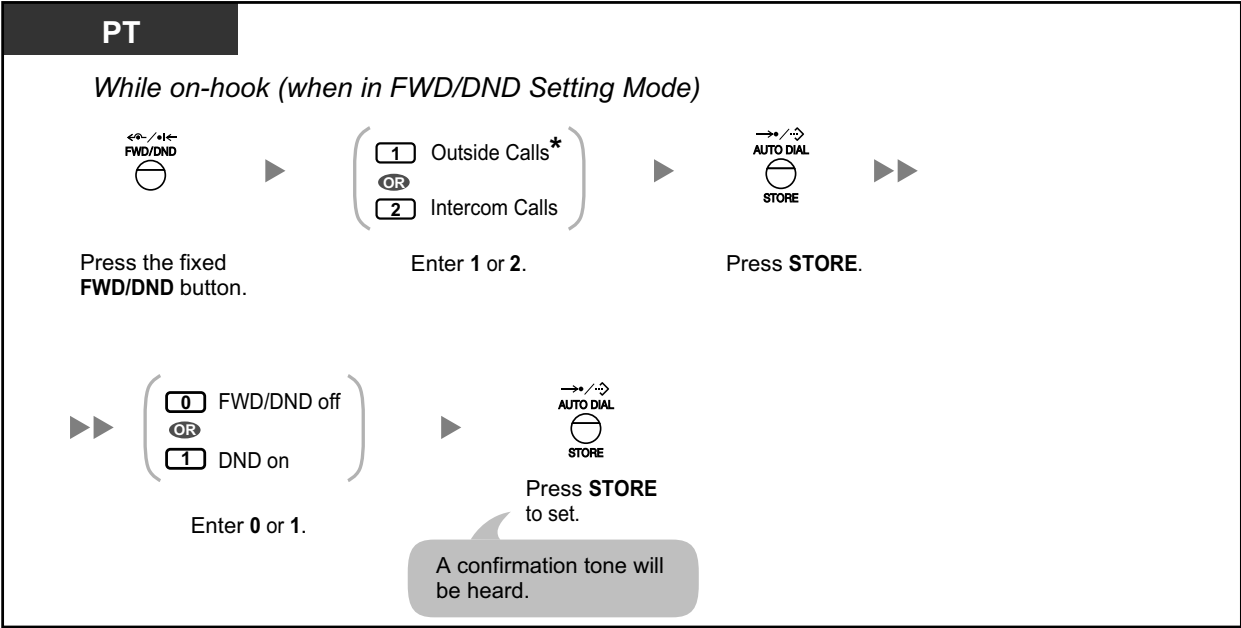 PT
While on-hook (when in FWD/DND Setting Mode)
FWD/DND
Press the fixed
FWD/DND button.
1 Outside Calls*
OR
2 Intercom Calls
Enter 1 or 2.
AUTO DIAL
STORE
Press STORE.
0 FWD/DND off
OR
1 DND on
Enter 0 or 1.
AUTO DIAL
STORE
Press STORE
to set.
A confirmation tone will
be heard.